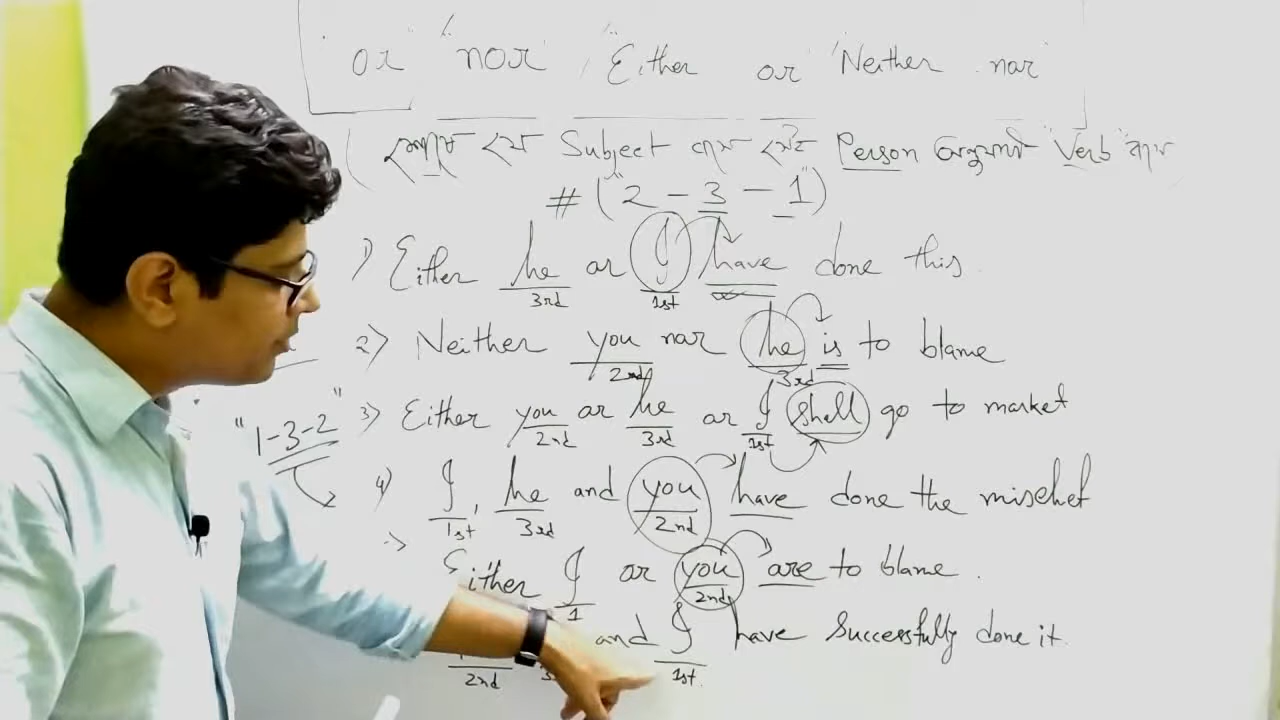 "or" "nor" "Either or "Neither nor"
Subject Person Verb
# ("2 - 3 - 1")
1) Either he or I have done this.
3rd 1st
2) Neither you nor he is to blame
2nd 3rd
"1-3-2"
3) Either you or he or I shall go to market
2nd 3rd 1st
4) I, he and you have done the mischef
1st 3rd 2nd
Either I or you are to blame.
1 2nd
and I have successfully done it.
2nd 1st